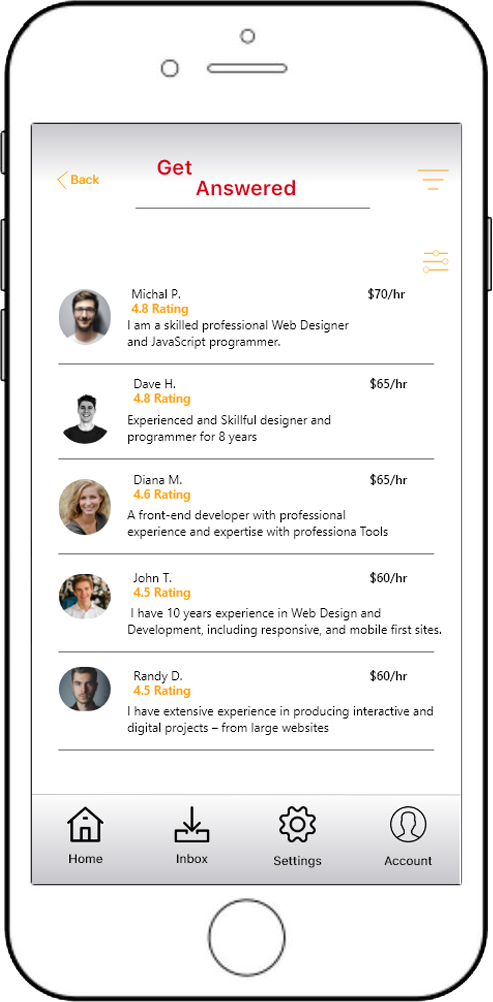 Back
Get
Answered
Michal P.
$70/hr
4.8 Rating
I am a skilled professional Web Designer
and JavaScript programmer.
Dave H.
$65/hr
4.8 Rating
Experienced and Skillful designer and
programmer for 8 years
Diana M.
$65/hr
4.6 Rating
A front-end developer with professional
experience and expertise with professiona Tools
John T.
$60/hr
4.5 Rating
I have 10 years experience in Web Design and
Development, including responsive, and mobile first sites.
Randy D.
$60/hr
4.5 Rating
I have extensive experience in producing interactive and
digital projects – from large websites
Home
Inbox
Settings
Account